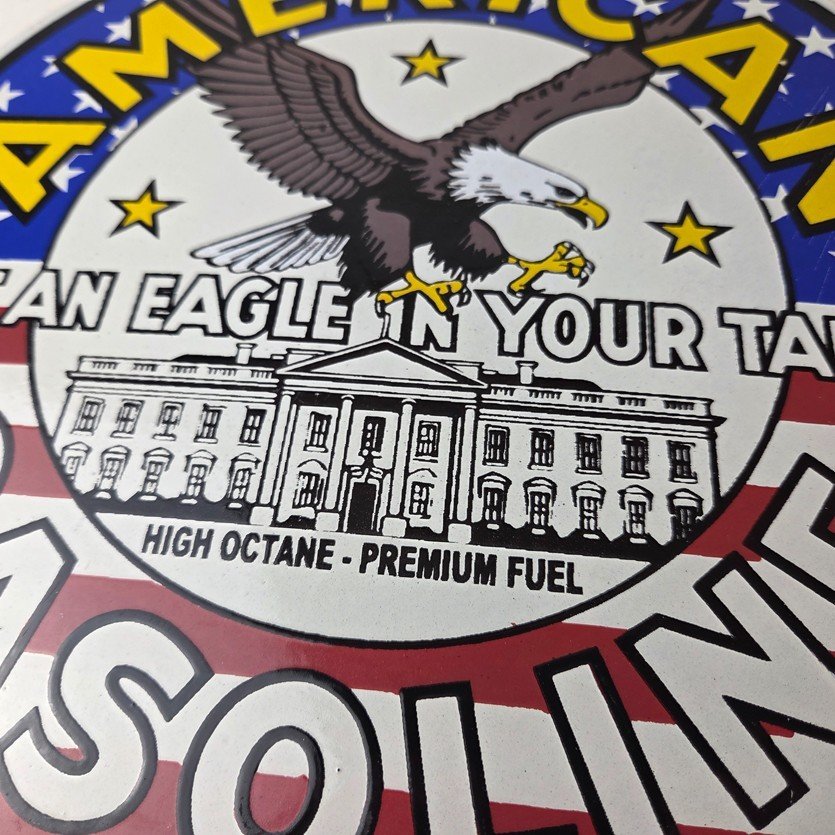 AMERICAN
AN EAGLE IN YOUR TA
HIGH OCTANE - PREMIUM FUEL
ASOLINE